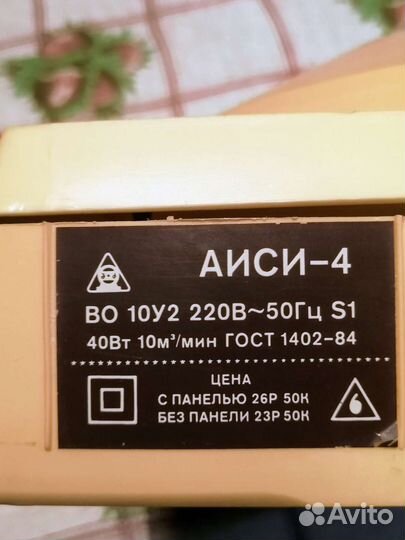 АИСИ-4
ВО 10У2 220В~50Гц S1
40Вт 10м³/мин ГОСТ 1402-84
ЦЕНА
С ПАНЕЛЬЮ 26Р 50К
БЕЗ ПАНЕЛИ 23Р 50К
6
Avito